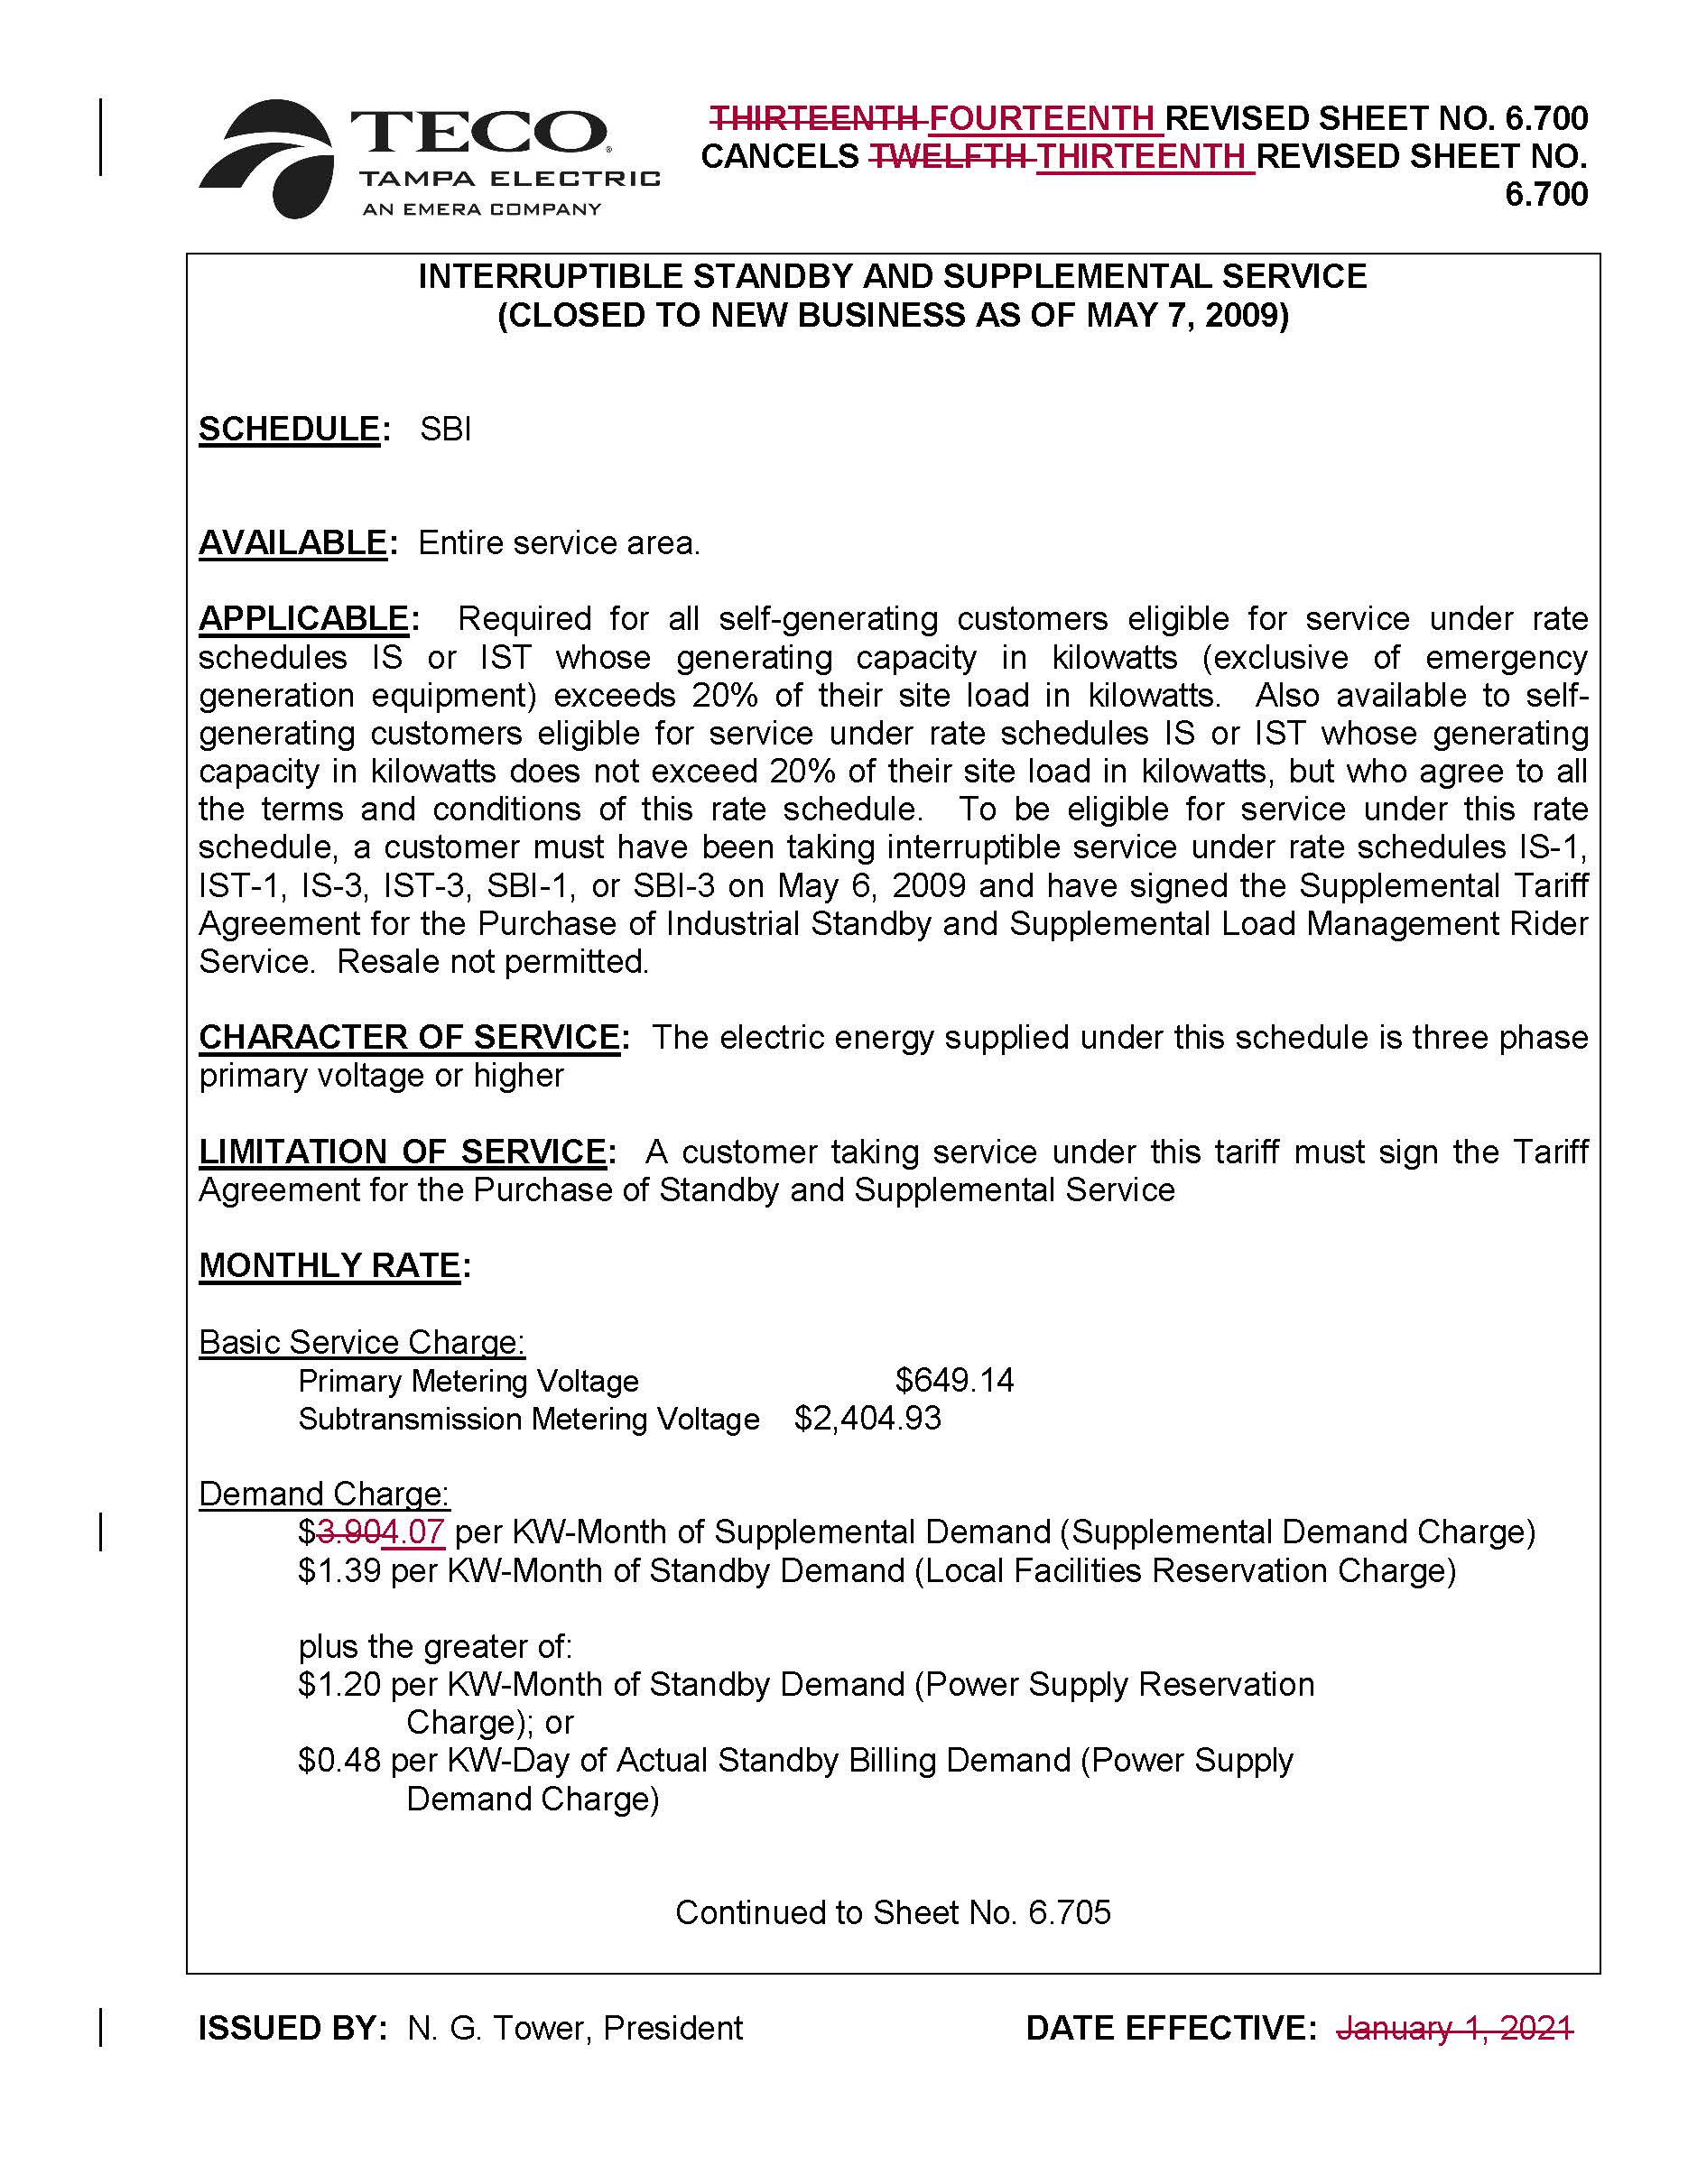 TECO®
TAMPA ELECTRIC
AN EMERA COMPANY
THIRTEENTH FOURTEENTH REVISED SHEET NO. 6.700
CANCELS TWELFTH THIRTEENTH REVISED SHEET NO.
6.700
INTERRUPTIBLE STANDBY AND SUPPLEMENTAL SERVICE
(CLOSED TO NEW BUSINESS AS OF MAY 7, 2009)
SCHEDULE: SBI
AVAILABLE: Entire service area.
APPLICABLE: Required for all self-generating customers eligible for service under rate
schedules IS or IST whose generating capacity in kilowatts (exclusive of emergency
generation equipment) exceeds 20% of their site load in kilowatts. Also available to self-
generating customers eligible for service under rate schedules IS or IST whose generating
capacity in kilowatts does not exceed 20% of their site load in kilowatts, but who agree to all
the terms and conditions of this rate schedule. To be eligible for service under this rate
schedule, a customer must have been taking interruptible service under rate schedules IS-1,
IST-1, IS-3, IST-3, SBI-1, or SBI-3 on May 6, 2009 and have signed the Supplemental Tariff
Agreement for the Purchase of Industrial Standby and Supplemental Load Management Rider
Service. Resale not permitted.
CHARACTER OF SERVICE: The electric energy supplied under this schedule is three phase
primary voltage or higher
LIMITATION OF SERVICE: A customer taking service under this tariff must sign the Tariff
Agreement for the Purchase of Standby and Supplemental Service
MONTHLY RATE:
Basic Service Charge:
Primary Metering Voltage $649.14
Subtransmission Metering Voltage $2,404.93
Demand Charge:
$3.904.07 per KW-Month of Supplemental Demand (Supplemental Demand Charge)
$1.39 per KW-Month of Standby Demand (Local Facilities Reservation Charge)
plus the greater of:
$1.20 per KW-Month of Standby Demand (Power Supply Reservation
Charge); or
$0.48 per KW-Day of Actual Standby Billing Demand (Power Supply
Demand Charge)
Continued to Sheet No. 6.705
ISSUED BY: N. G. Tower, President DATE EFFECTIVE: January 1, 2021